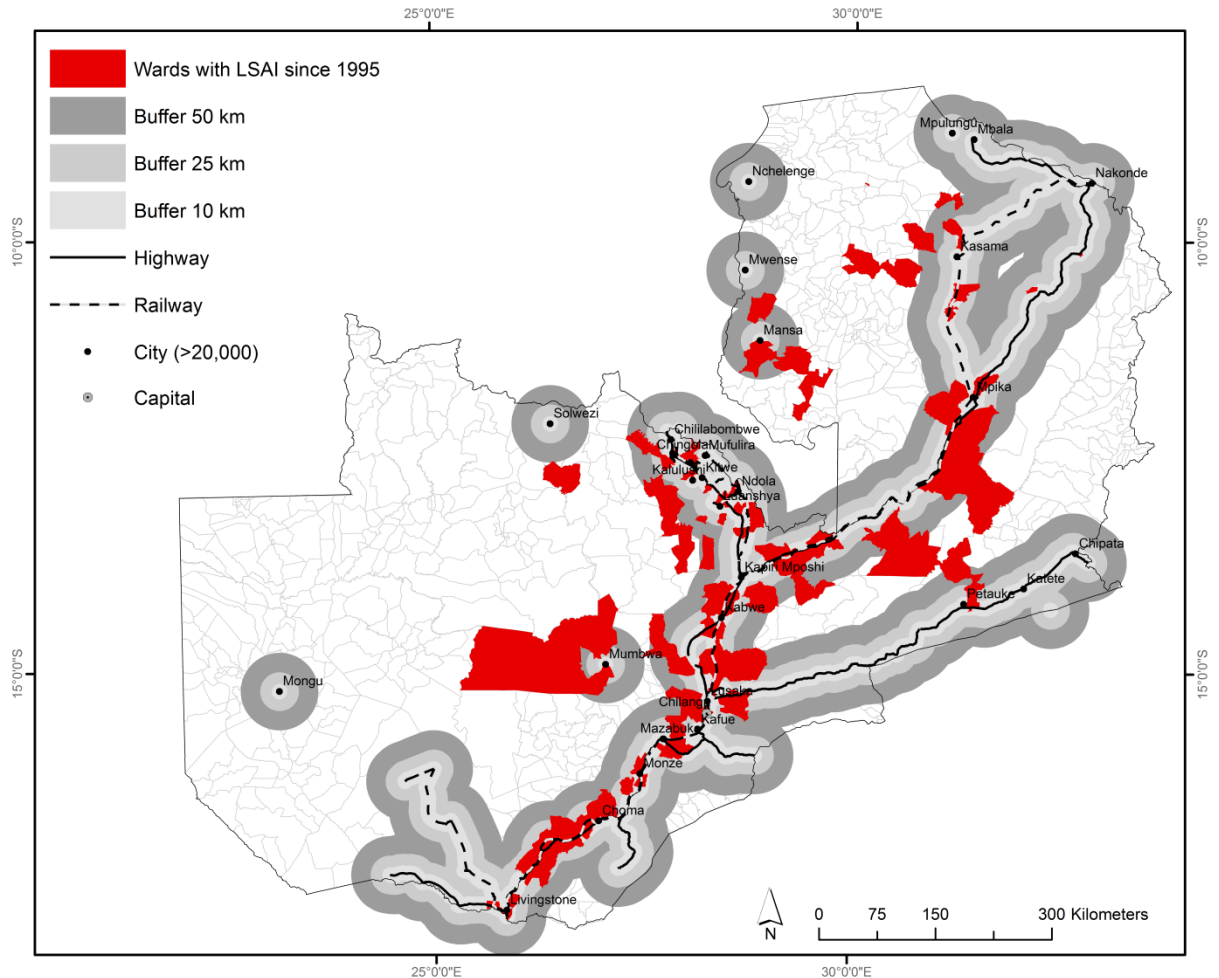 25°0'0"E 30°0'0"E
Wards with LSAI since 1995
Buffer 50 km
Buffer 25 km
Buffer 10 km
Highway
Railway
City (>20,000)
Capital
10°0'0"S
10°0'0"S
15°0'0"S
15°0'0"S
Mpulungu
Mbala
Nchelenge
Nakonde
Kasama
Mwense
Mansa
Mpika
Solwezi
Chililabombwe
Chingola
Mufulira
Kalulushi
Kitwe
Ndola
Luanshya
Kapiri Mposhi
Chipata
Katete
Petauke
Kabwe
Mumbwa
Mongu
Lusaka
Chilanga
Kafue
Mazabuka
Monze
Choma
Livingstone
N
0 75 150 300 Kilometers
25°0'0"E 30°0'0"E